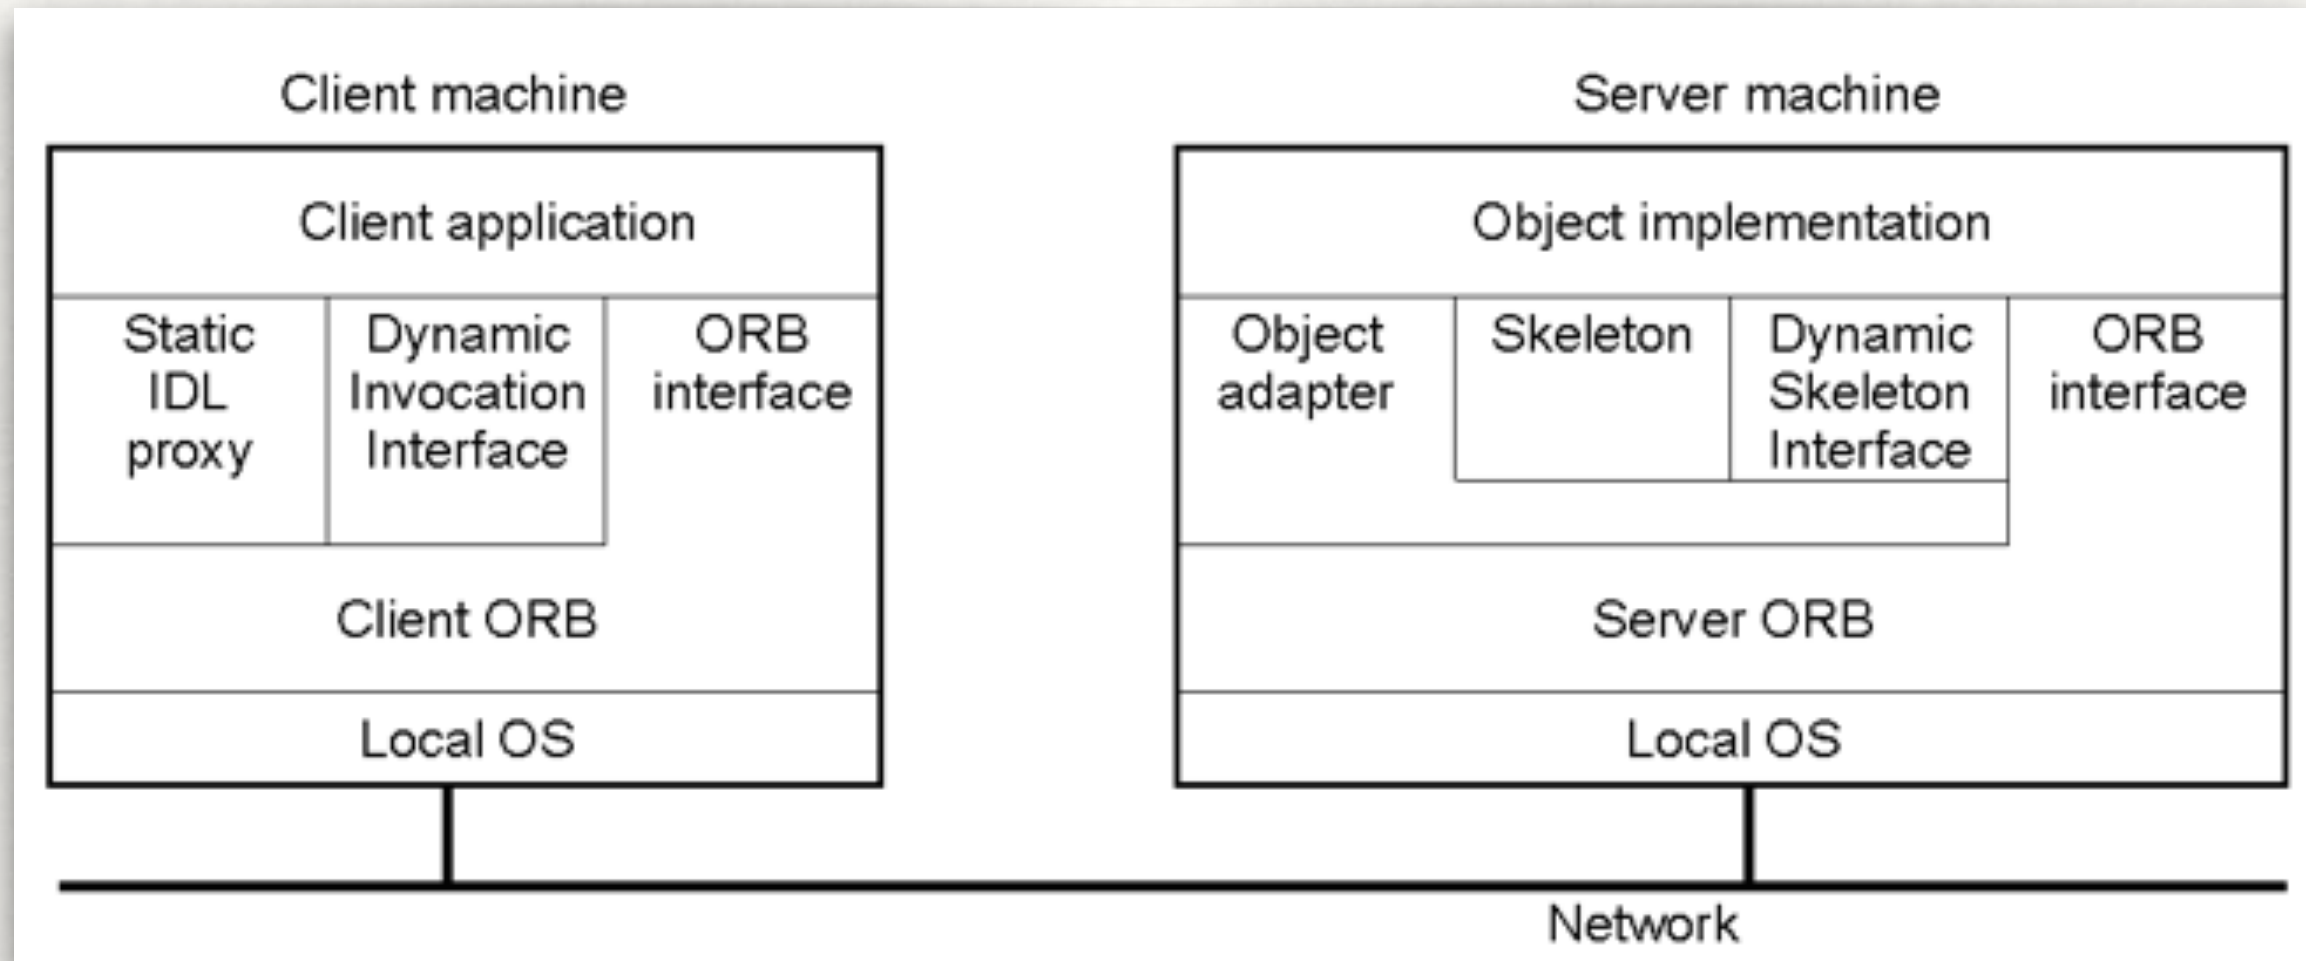 Client machine
Server machine
Client application
Object implementation
Static
IDL
proxy
Dynamic
Invocation
Interface
ORB
interface
Object
adapter
Skeleton
Dynamic
Skeleton
Interface
ORB
interface
Client ORB
Server ORB
Local OS
Local OS
Network